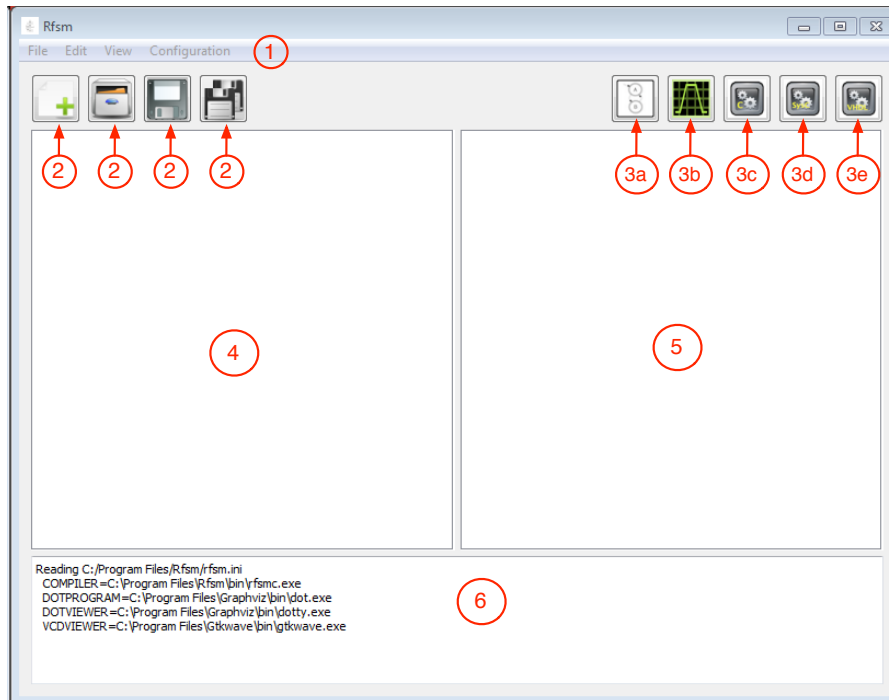 Rfsm
File Edit View Configuration 1
A
B
C
Sys
VHDL
2 2 2 2 3a 3b 3c 3d 3e
4 5
Reading C:/Program Files/Rfsm/rfsm.ini
COMPILER=C:\Program Files\Rfsm\bin\rfsmc.exe
DOTPROGRAM=C:\Program Files\Graphviz\bin\dot.exe
DOTVIEWER=C:\Program Files\Graphviz\bin\dotty.exe
VCDVIEWER=C:\Program Files\Gtkwave\bin\gtkwave.exe
6